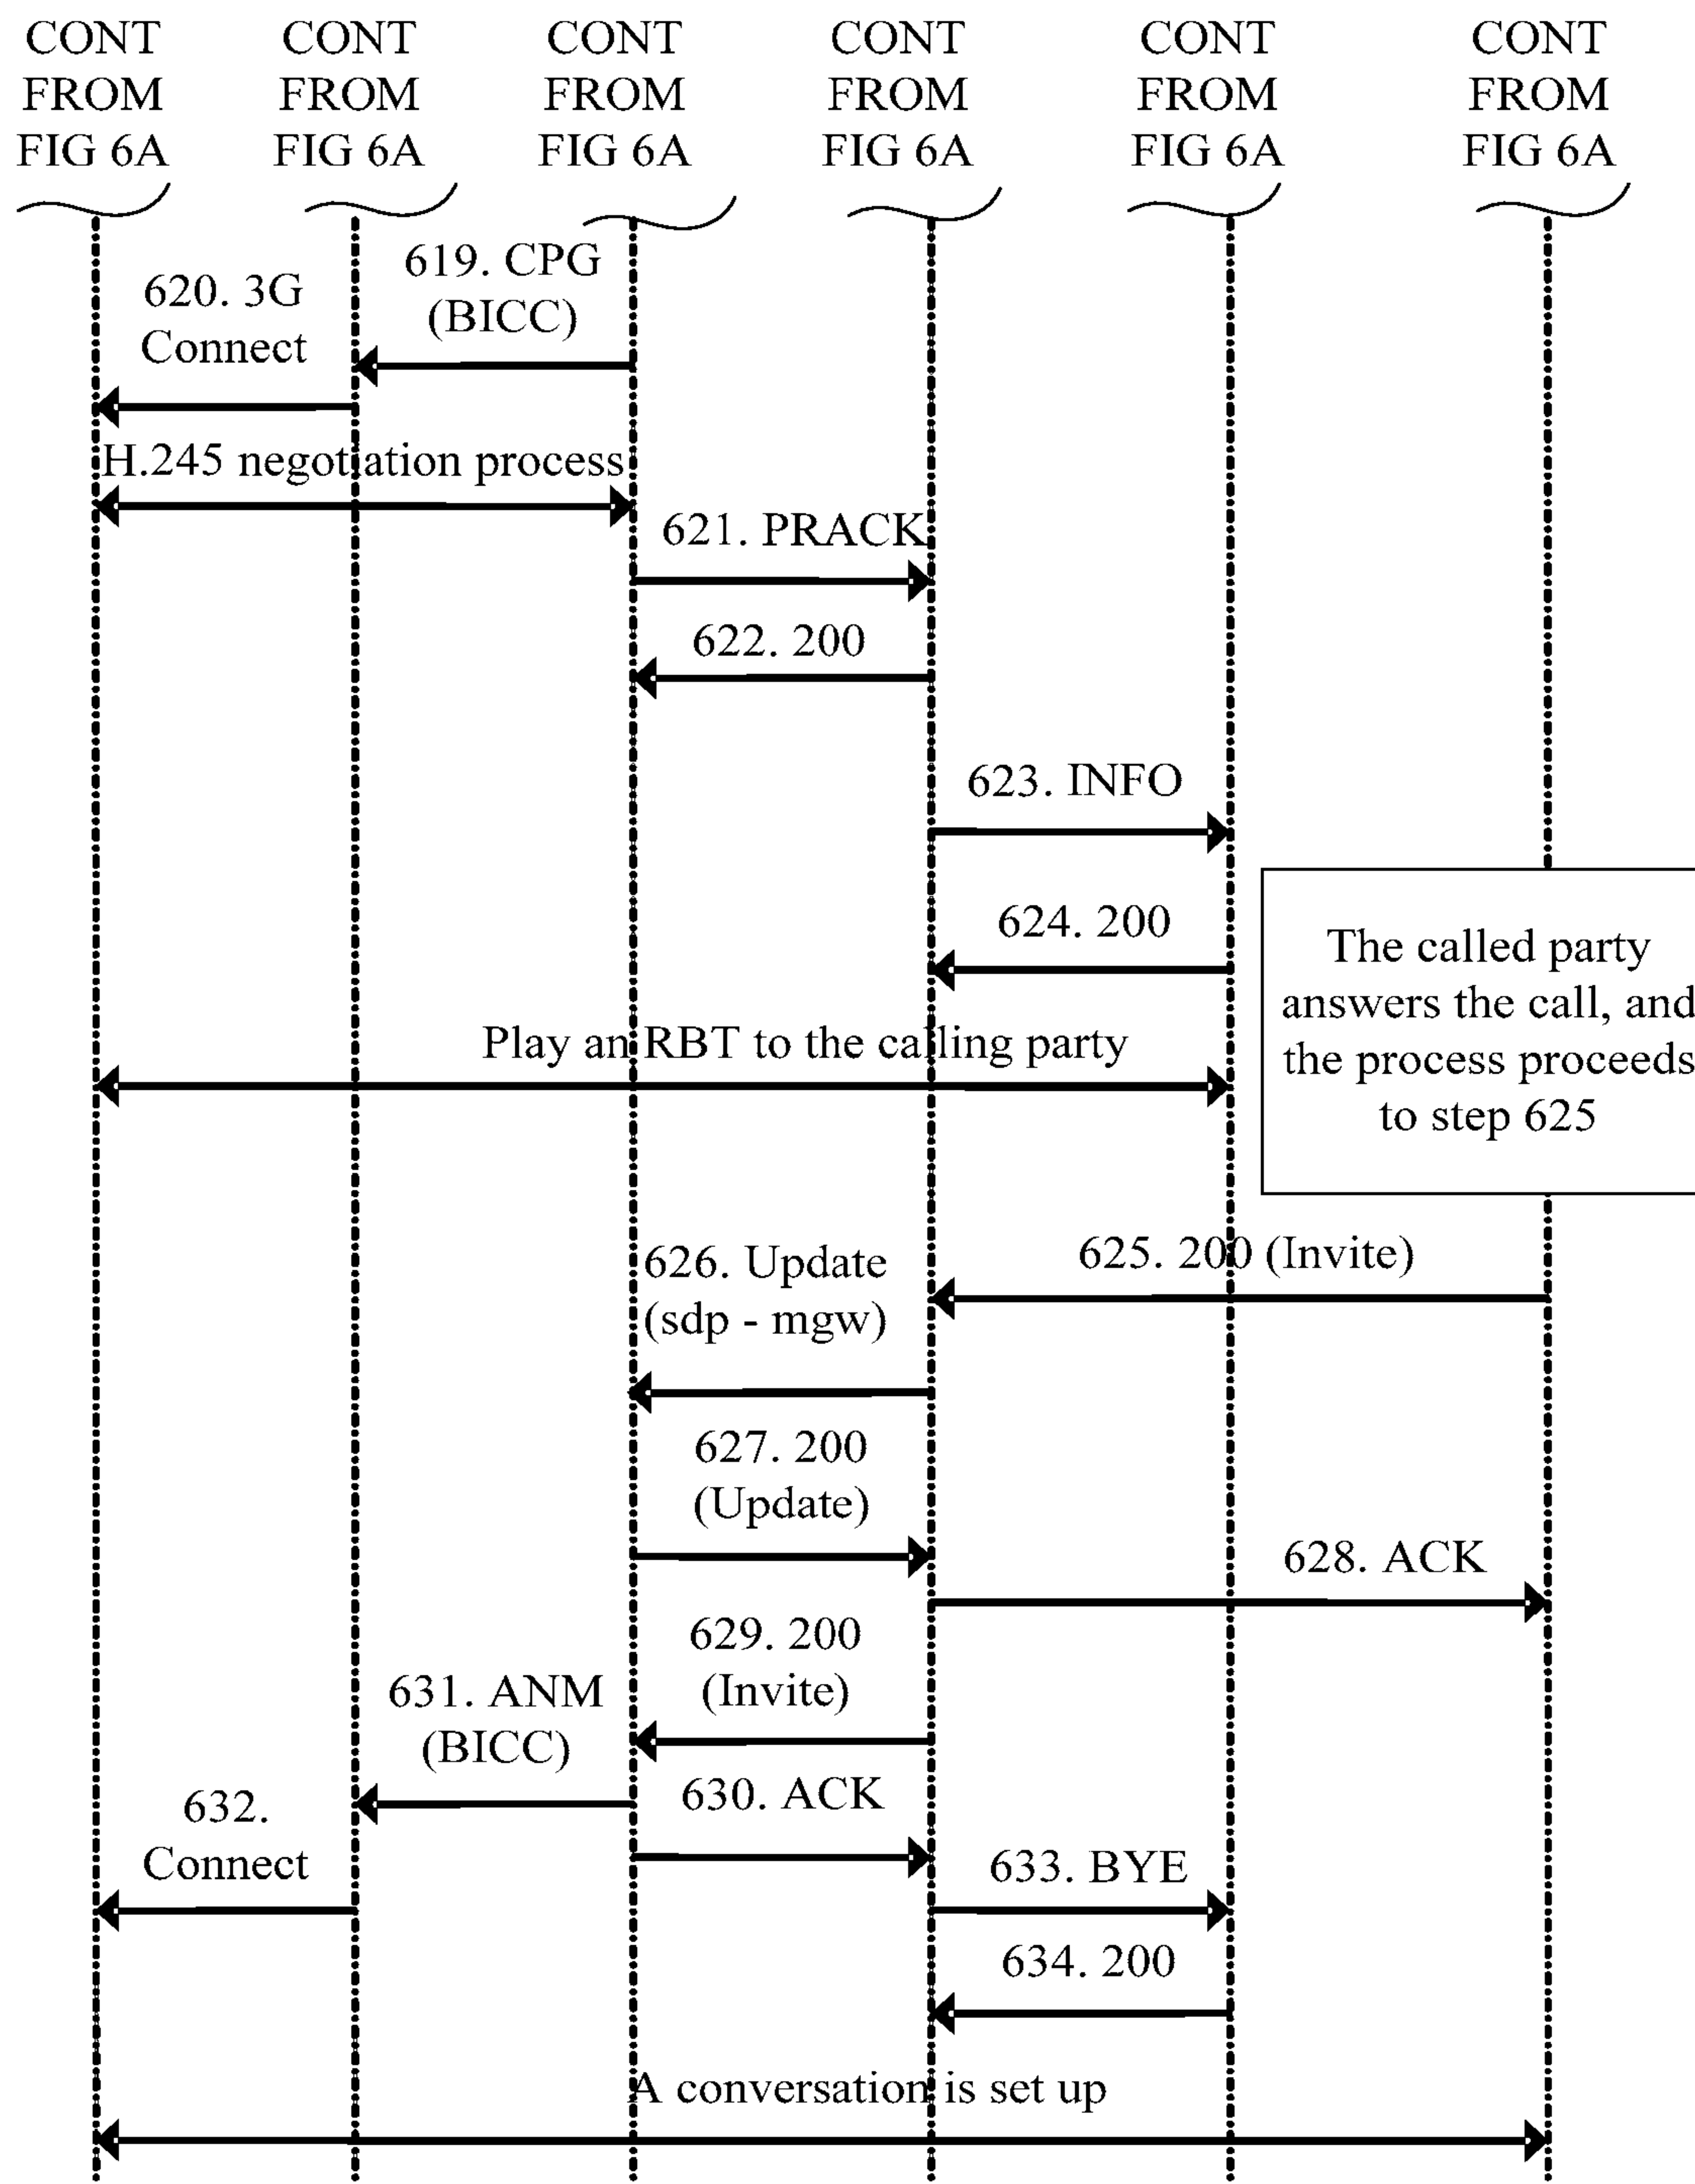 CONT
FROM
FIG 6A
CONT
FROM
FIG 6A
CONT
FROM
FIG 6A
CONT
FROM
FIG 6A
CONT
FROM
FIG 6A
CONT
FROM
FIG 6A
619. CPG
(BICC)
620. 3G
Connect
H.245 negotiation process
621. PRACK
622. 200
623. INFO
624. 200
The called party
answers the call, and
the process proceeds
to step 625
Play an RBT to the calling party
625. 200 (Invite)
626. Update
(sdp - mgw)
627. 200
(Update)
628. ACK
629. 200
(Invite)
631. ANM
(BICC)
630. ACK
632.
Connect
633. BYE
634. 200
A conversation is set up